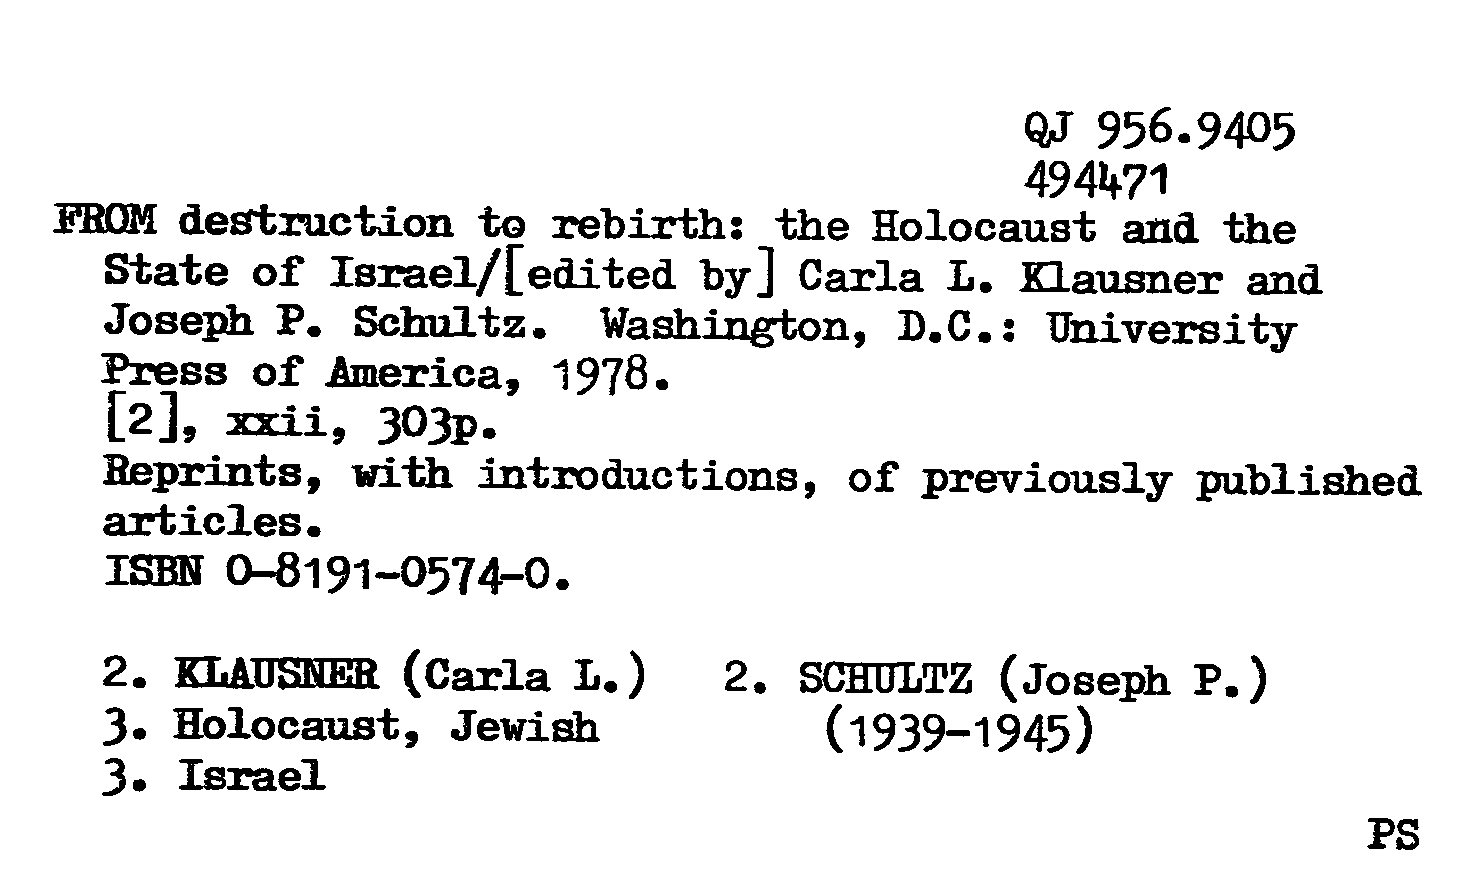 QJ 956.9405
494471
FROM destruction to rebirth: the Holocaust and the
State of Israel/[edited by] Carla L. Klausner and
Joseph P. Schultz. Washington, D.C.: University
Press of America, 1978.
[2], xxii, 303p.
Reprints, with introductions, of previously published
articles.
ISBN 0-8191-0574-0.
2. KLAUSNER (Carla L.) 2. SCHULTZ (Joseph P.)
3. Holocaust, Jewish (1939-1945)
3. Israel
PS